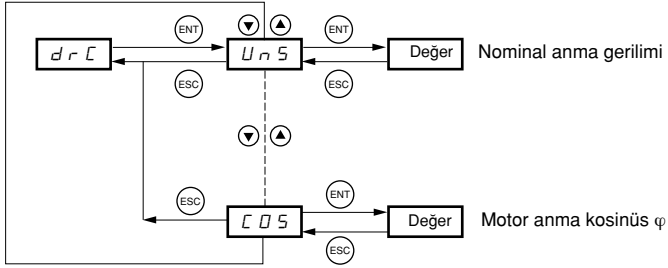 ENT
ENT
drC
UnS
Değer
Nominal anma gerilimi
ESC
ESC
ESC
ENT
COS
Değer
Motor anma kosinüs φ
ESC